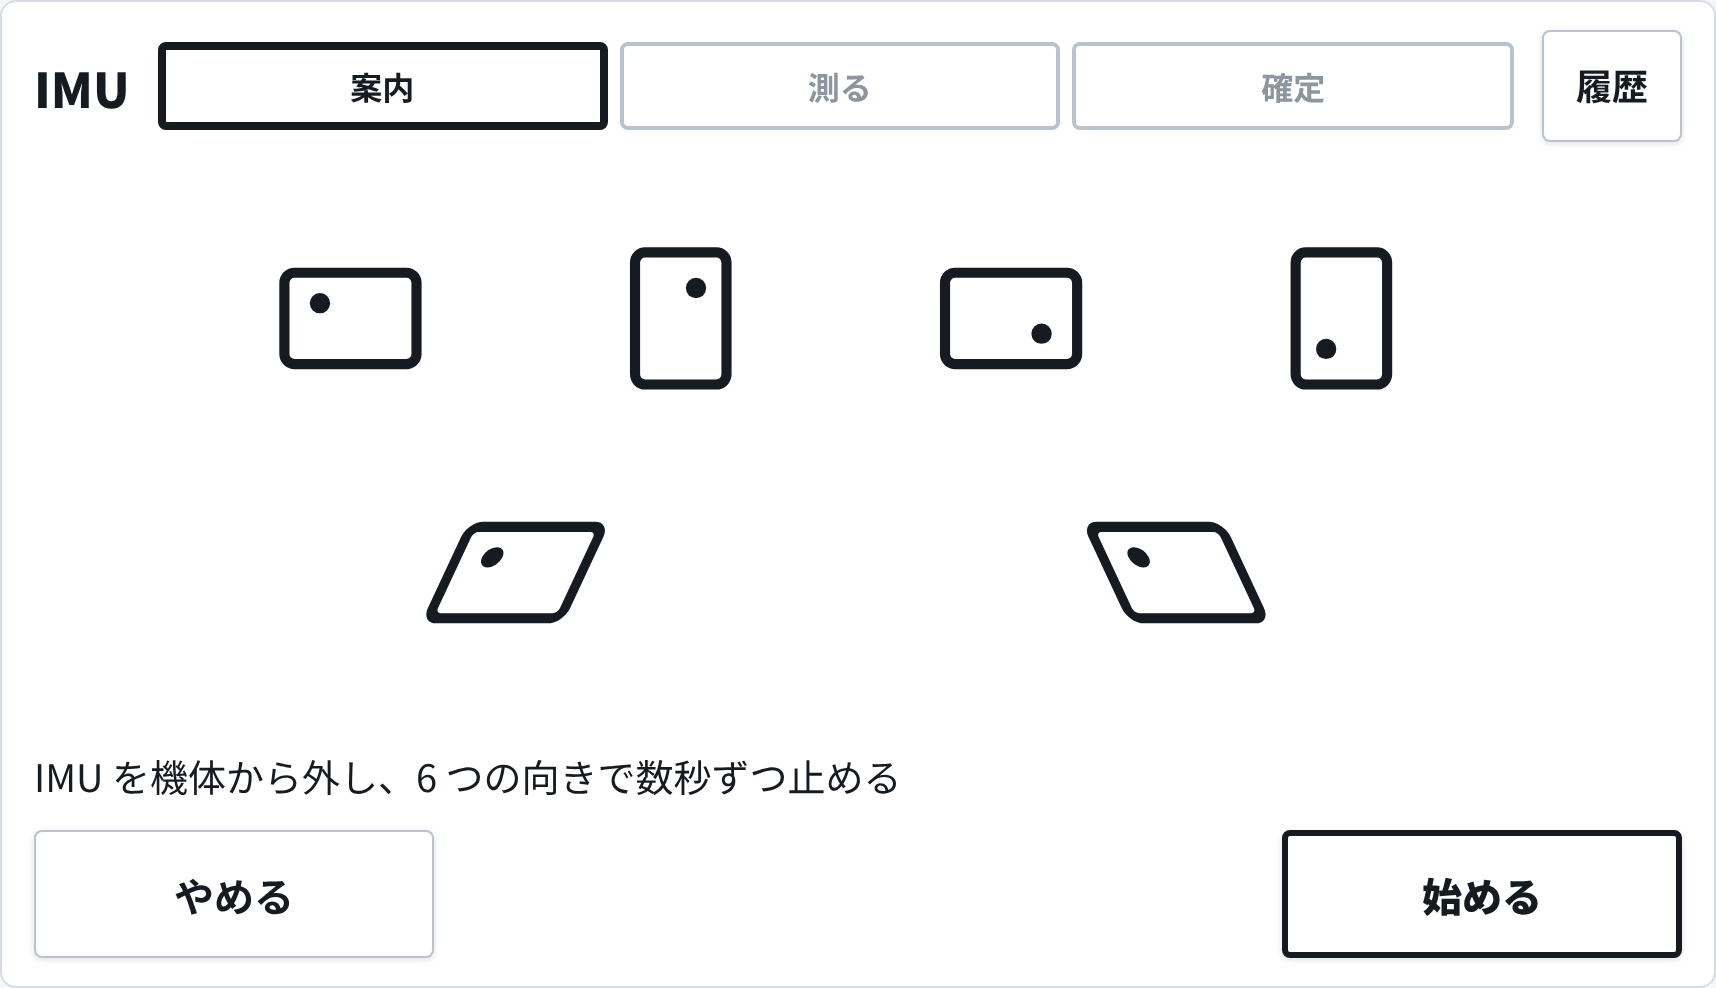 IMU
案内
測る
確定
履歴
IMU を機体から外し、6 つの向きで数秒ずつ止める
やめる
始める